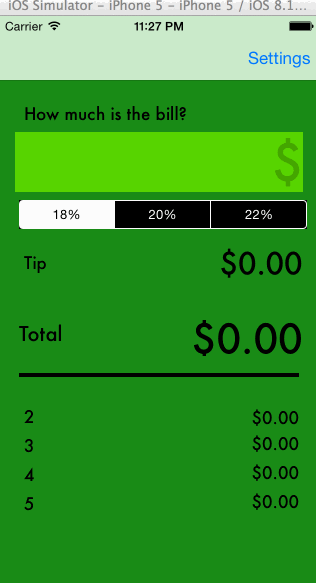 iOS Simulator – iPhone 5 – iPhone 5 / iOS 8.1...
Carrier 11:27 PM
Settings
How much is the bill?
$
18% 20% 22%
Tip $0.00
Total $0.00
2 $0.00
3 $0.00
4 $0.00
5 $0.00